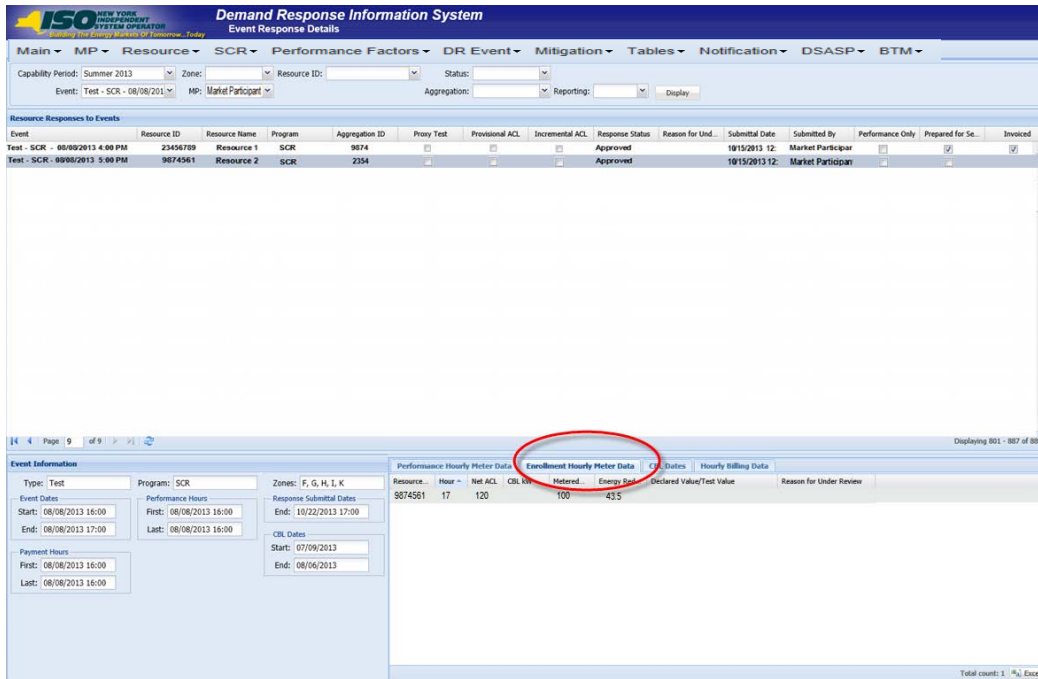 NEW YORK
INDEPENDENT
SYSTEM OPERATOR
ISO
Building The Energy Markets Of Tomorrow...Today
Demand Response Information System
Event Response Details
Main MP Resource SCR Performance Factors DR Event Mitigation Tables Notification DSASP BTM
Capability Period: Summer 2013 Zone: Resource ID: Status:
Event: Test - SCR - 08/08/201 MP: Market Participant Aggregation: Reporting: Display
Resource Responses to Events
Event Resource ID Resource Name Program Aggregation ID Proxy Test Provisional ACL Incremental ACL Response Status Reason for Und... Submittal Date Submitted By Performance Only Prepared for Se... Invoiced
Test - SCR - 08/08/2013 4:00 PM 23456789 Resource 1 SCR 9874 Approved 10/15/2013 12: Market Participar
Test - SCR - 08/08/2013 5:00 PM 9874561 Resource 2 SCR 2354 Approved 10/15/2013 12: Market Participan
Page 9 of 9 Displaying 801 - 887 of 88
Event Information
Type: Test Program: SCR Zones: F, G, H, I, K
Event Dates Performance Hours Response Submittal Dates
Start: 08/08/2013 16:00 First: 08/08/2013 16:00 End: 10/22/2013 17:00
End: 08/08/2013 17:00 Last: 08/08/2013 16:00
CBL Dates
Payment Hours Start: 07/09/2013
First: 08/08/2013 16:00 End: 08/06/2013
Last: 08/08/2013 16:00
Performance Hourly Meter Data Enrollment Hourly Meter Data CBL Dates Hourly Billing Data
Resource... Hour Net ACL CBL kW Metered... Energy Red... Declared Value/Test Value Reason for Under Review
9874561 17 120 100 43.5
Total count: 1 Exce